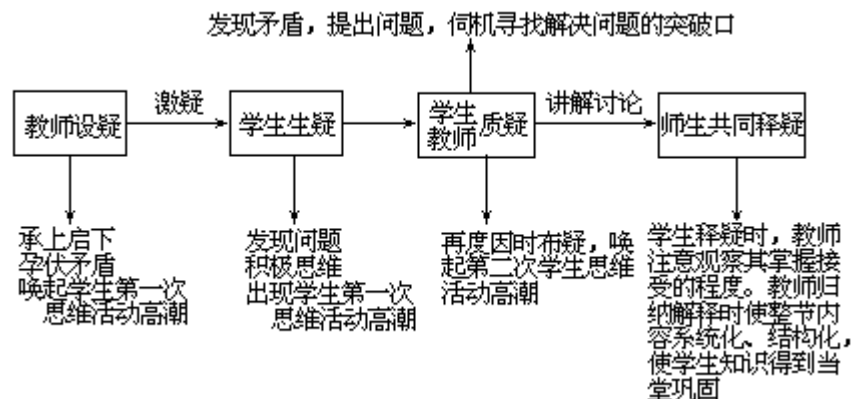 发现矛盾，提出问题，伺机寻找解决问题的突破口
教师设疑
激疑
学生生疑
学生
教师
质疑
讲解讨论
师生共同释疑
承上启下
孕伏矛盾
唤起学生第一次
思维活动高潮
发现问题
积极思维
出现学生第一次
思维活动高潮
再度因时布疑，唤
起第二次学生思维
活动高潮
学生释疑时，教师
注意观察其掌握接
受的程度。教师归
纳解释时使整节内
容系统化、结构化，
使学生知识得到当
堂巩固